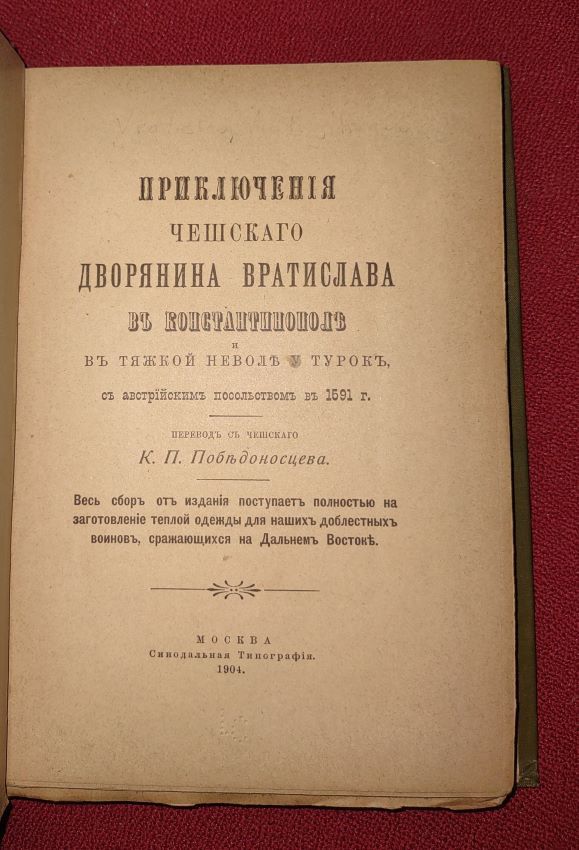 ПРИКЛЮЧЕНІЯ
ЧЕШСКАГО
ДВОРЯНИНА ВРАТИСЛАВА
ВЪ КОНСТАНТИНОПОЛѢ
И
ВЪ ТЯЖКОЙ НЕВОЛѢ У ТУРОКЪ,
съ австрійскимъ посольствомъ въ 1591 г.
ПЕРЕВОДЪ СЪ ЧЕШСКАГО
К. П. Побѣдоносцева.
Весь сборъ отъ изданія поступаетъ полностью на
заготовленіе теплой одежды для нашихъ доблестныхъ
воиновъ, сражающихся на Дальнемъ Востокѣ.
МОСКВА
Синодальная Типографія.
1904.